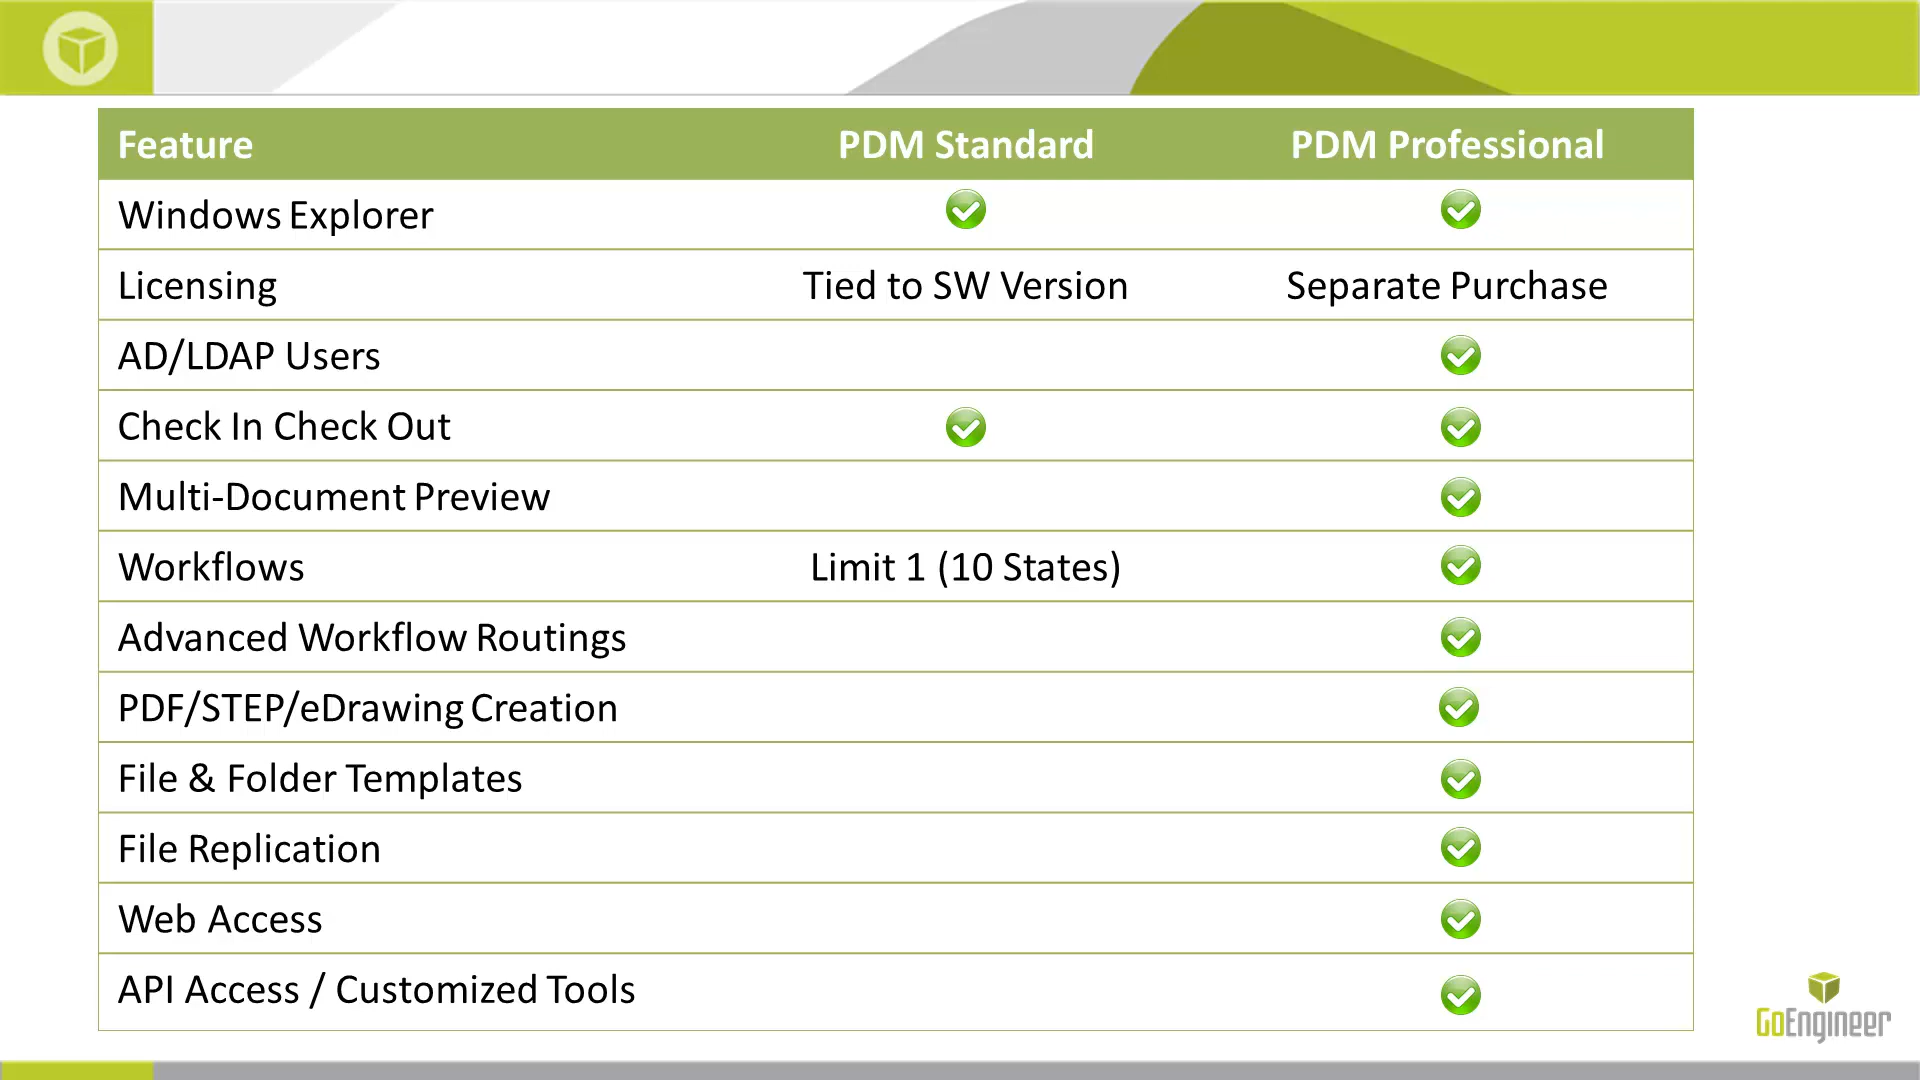 Feature PDM Standard PDM Professional
Windows Explorer
Licensing Tied to SW Version Separate Purchase
AD/LDAP Users
Check In Check Out
Multi-Document Preview
Workflows Limit 1 (10 States)
Advanced Workflow Routings
PDF/STEP/eDrawing Creation
File & Folder Templates
File Replication
Web Access
API Access / Customized Tools
GoEngineer